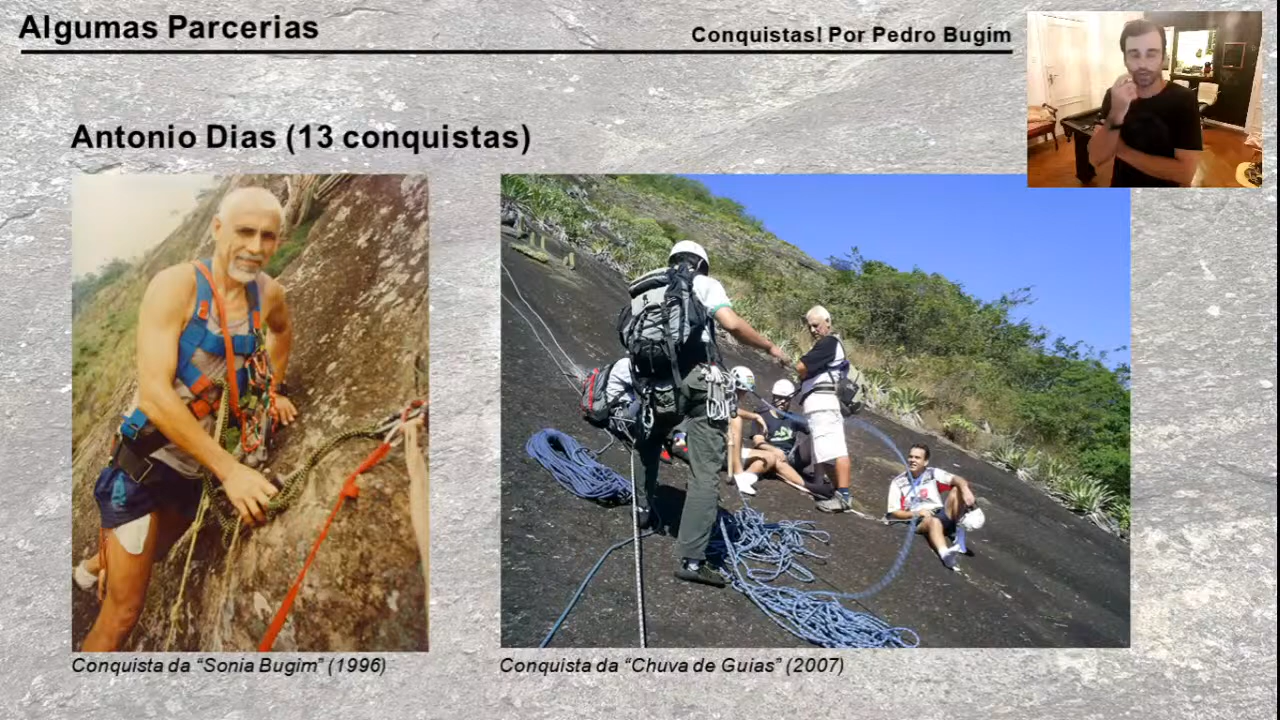 Algumas Parcerias
Conquistas! Por Pedro Bugim
Antonio Dias (13 conquistas)
Conquista da “Sonia Bugim” (1996)
Conquista da “Chuva de Guias” (2007)